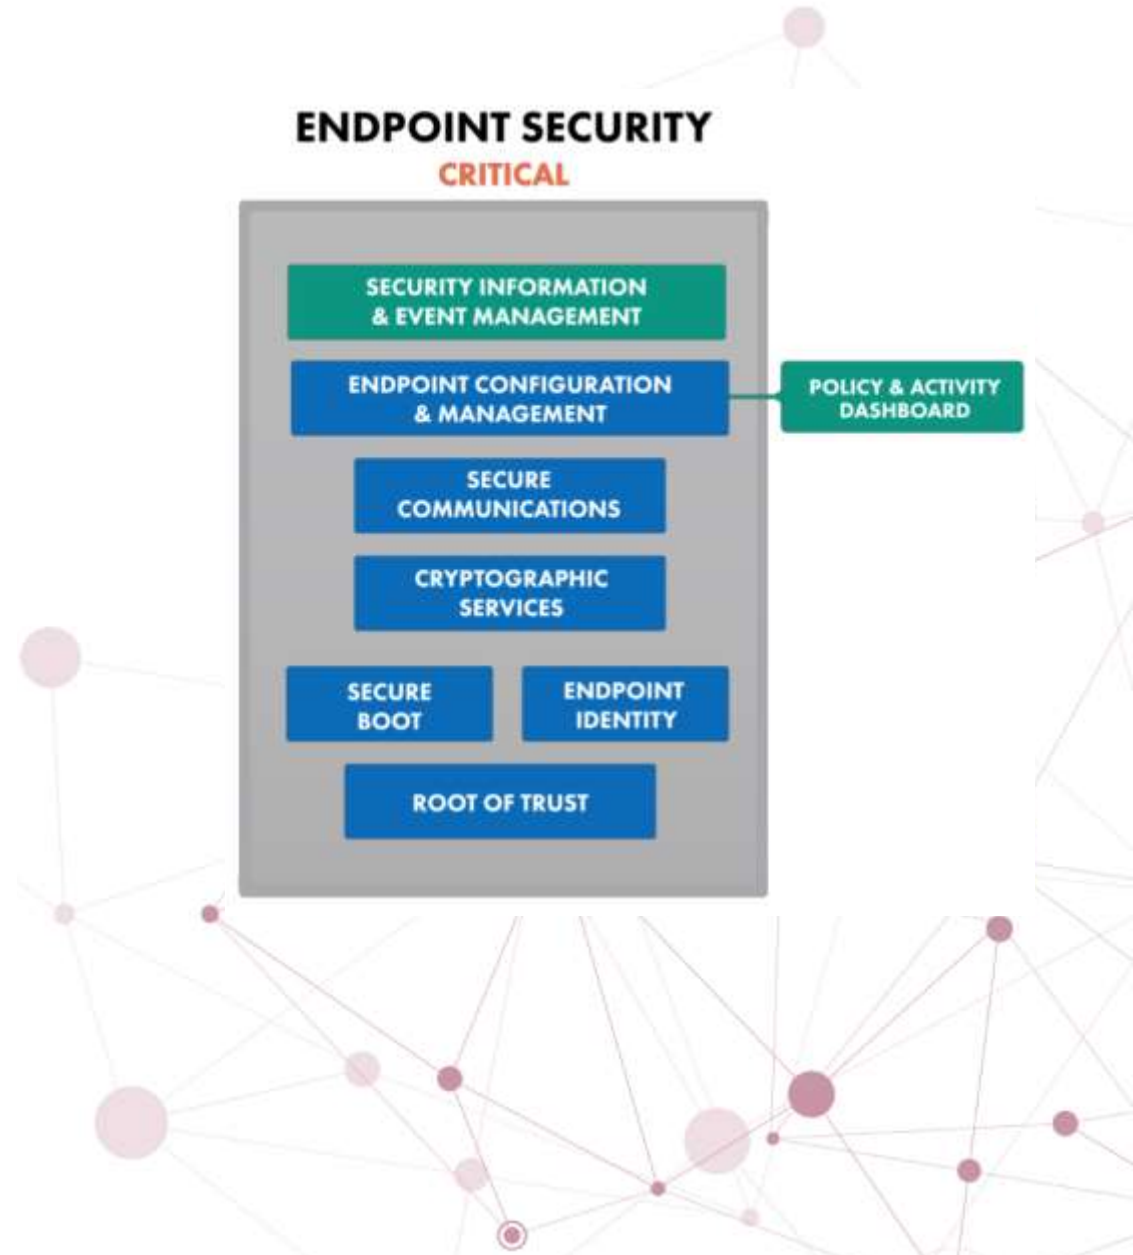 ENDPOINT SECURITY
CRITICAL
SECURITY INFORMATION
& EVENT MANAGEMENT
ENDPOINT CONFIGURATION
& MANAGEMENT
POLICY & ACTIVITY
DASHBOARD
SECURE
COMMUNICATIONS
CRYPTOGRAPHIC
SERVICES
SECURE
BOOT
ENDPOINT
IDENTITY
ROOT OF TRUST